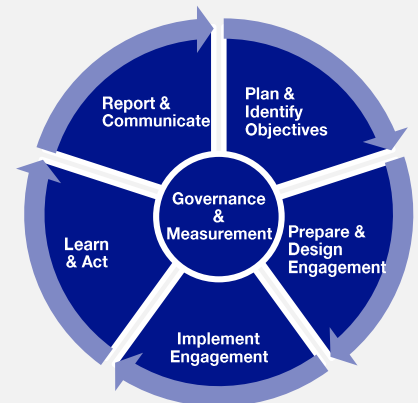 Report &
Communicate
Plan &
Identify
Objectives
Governance
&
Measurement
Prepare &
Design
Engagement
Learn
& Act
Implement
Engagement